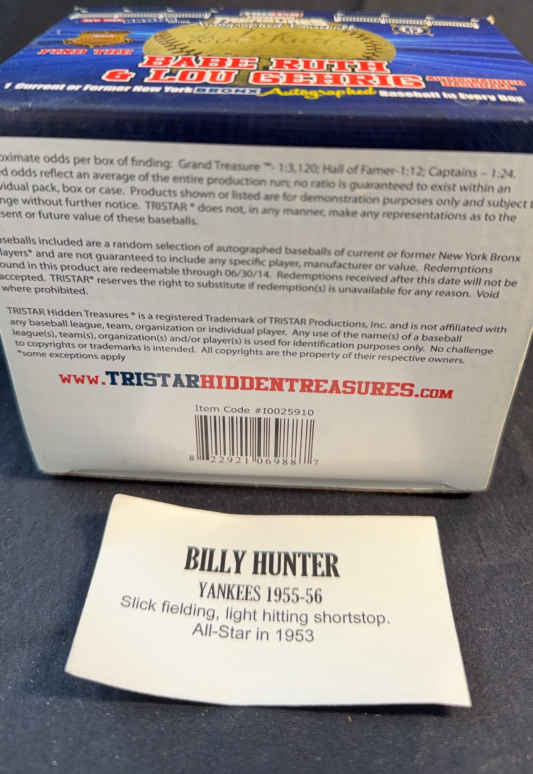 FIND THE
BABE RUTH
& LOU GEHRIG
1 Current or Former New York BRONX Autographed Baseball in Every Box
oximate odds per box of finding: Grand Treasure ™- 1:3,120; Hall of Famer-1:12; Captains – 1:24.
d odds reflect an average of the entire production run; no ratio is guaranteed to exist within an
vidual pack, box or case. Products shown or listed are for demonstration purposes only and subject t
nge without further notice. TRISTAR ® does not, in any manner, make any representations as to the
sent or future value of these baseballs.
aseballs included are a random selection of autographed baseballs of current or former New York Bronx
layers* and are not guaranteed to include any specific player, manufacturer or value. Redemptions
ound in this product are redeemable through 06/30/14. Redemptions received after this date will not be
accepted. TRISTAR® reserves the right to substitute if redemption(s) is unavailable for any reason. Void
where prohibited.
TRISTAR Hidden Treasures ® is a registered Trademark of TRISTAR Productions, Inc. and is not affiliated with
any baseball league, team, organization or individual player. Any use of the name(s) of a baseball
league(s), team(s), organization(s) and/or player(s) is used for identification purposes only. No challenge
to copyrights or trademarks is intended. All copyrights are the property of their respective owners.
*some exceptions apply
WWW.TRISTARHIDDENTREASURES.COM
Item Code #I0025910
8 22921 06988 7
BILLY HUNTER
YANKEES 1955-56
Slick fielding, light hitting shortstop.
All-Star in 1953